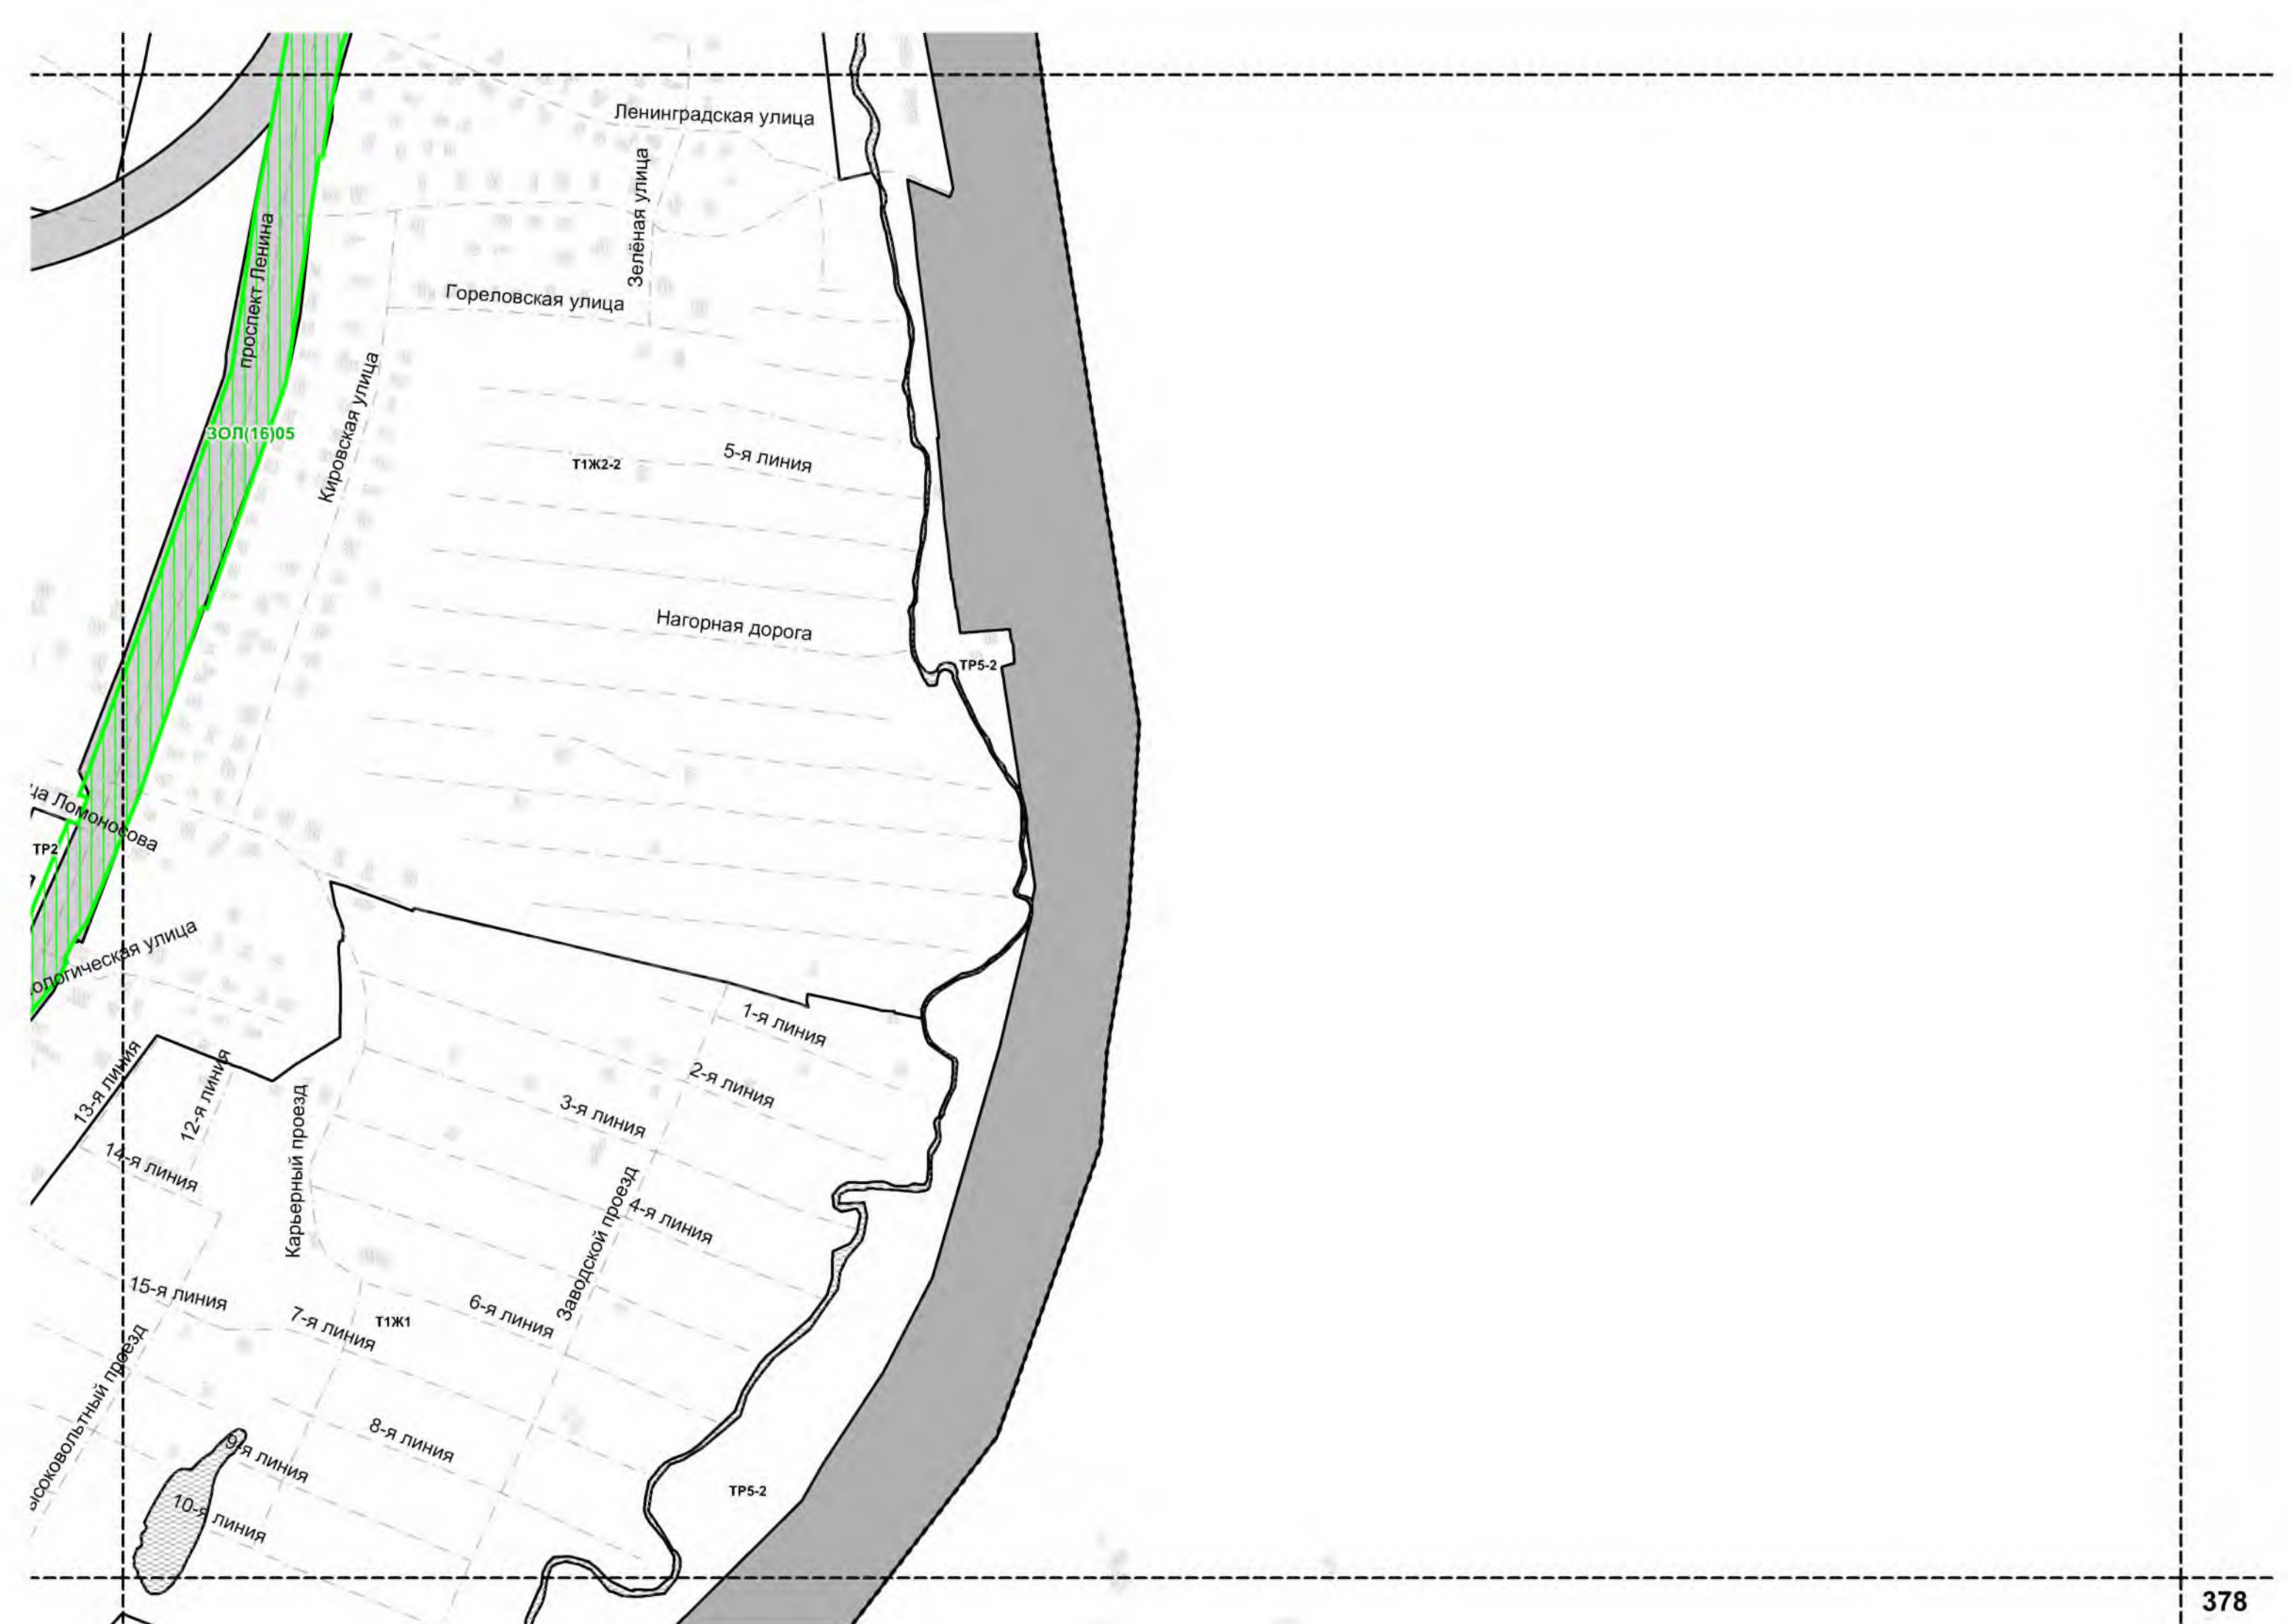 Ленинградская улица
Зелёная улица
проспект Ленина
Гореловская улица
Кировская улица
ЗОЛ(16)05
Т1Ж2-2
5-я линия
Нагорная дорога
ТР5-2
ца Ломоносова
ТР2
ологическая улица
1-я линия
2-я линия
3-я линия
13-я линия
12-я линия
14-я линия
Карьерный проезд
Заводской проезд
4-я линия
15-я линия
7-я линия
Т1Ж1
6-я линия
ысоковольтный проезд
8-я линия
9-я линия
10-я линия
ТР5-2
378